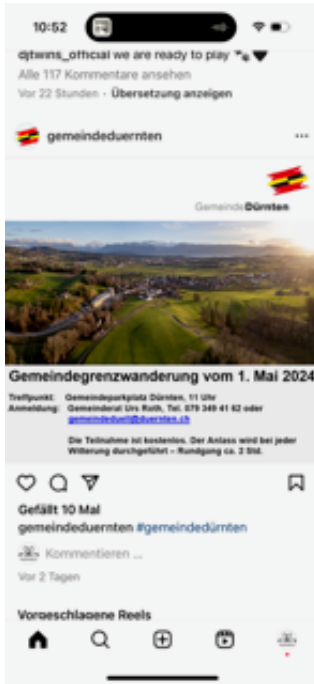 10:52
djtwins_official we are ready to play
Alle 117 Kommentare ansehen
Vor 22 Stunden · Übersetzung anzeigen
gemeindeduernten
Gemeinde Dürnten
Gemeindegrenzwanderung vom 1. Mai 2024
Treffpunkt: Gemeindeparkplatz Dürnten, 11 Uhr
Anmeldung: Gemeinderat Urs Roth, Tel. 079 349 41 62 oder
gemeindeduell@duernten.ch
Die Teilnahme ist kostenlos. Der Anlass wird bei jeder
Witterung durchgeführt – Rundgang ca. 2 Std.
Gefällt 10 Mal
gemeindeduernten #gemeindedürnten
Kommentieren ...
Vor 2 Tagen
Vorgeschlagene Reels